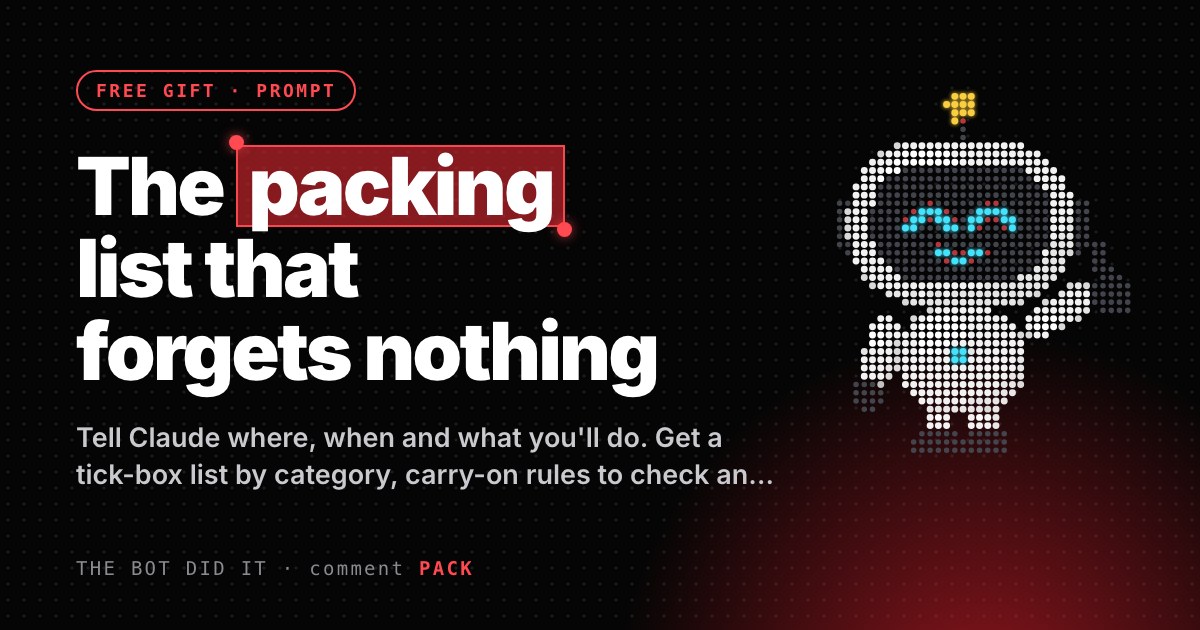 FREE GIFT · PROMPT
The packing
list that
forgets nothing
Tell Claude where, when and what you'll do. Get a
tick-box list by category, carry-on rules to check an…
THE BOT DID IT · comment PACK